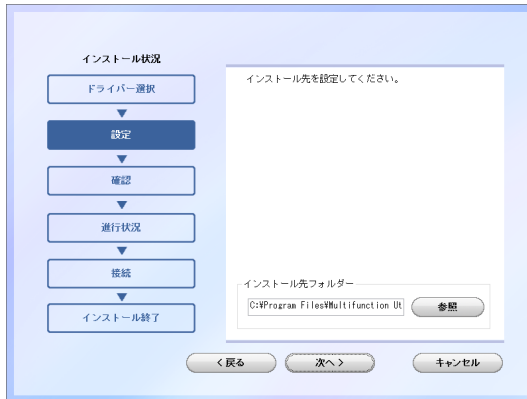 インストール状況
ドライバー選択
設定
確認
進行状況
接続
インストール終了
インストール先を設定してください。
インストール先フォルダー
C:¥Program Files¥Multifunction Ut
参照
< 戻る
次へ >
キャンセル